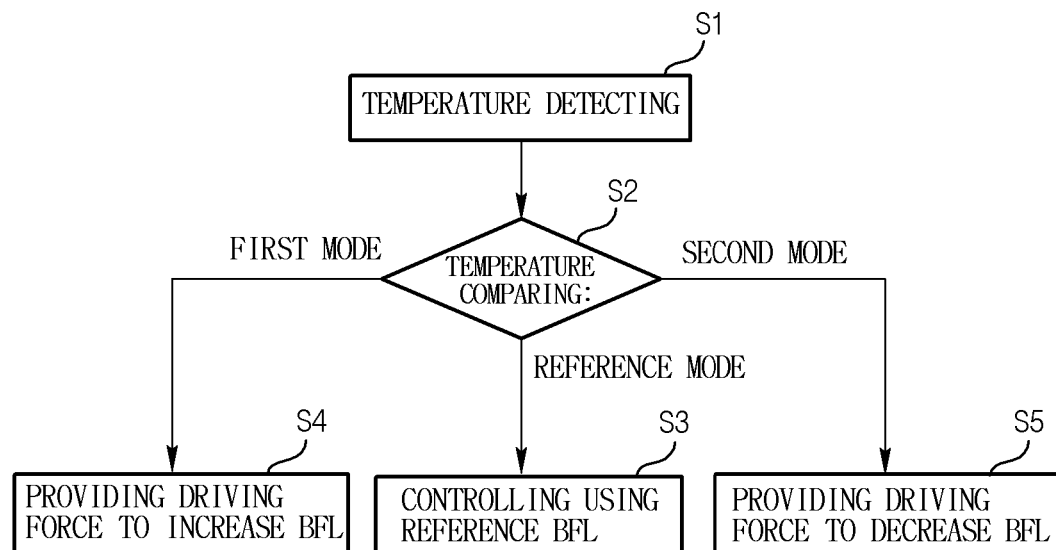 S1
TEMPERATURE DETECTING
S2
FIRST MODE
TEMPERATURE
COMPARING:
SECOND MODE
REFERENCE MODE
S4
PROVIDING DRIVING
FORCE TO INCREASE BFL
S3
CONTROLLING USING
REFERENCE BFL
S5
PROVIDING DRIVING
FORCE TO DECREASE BFL